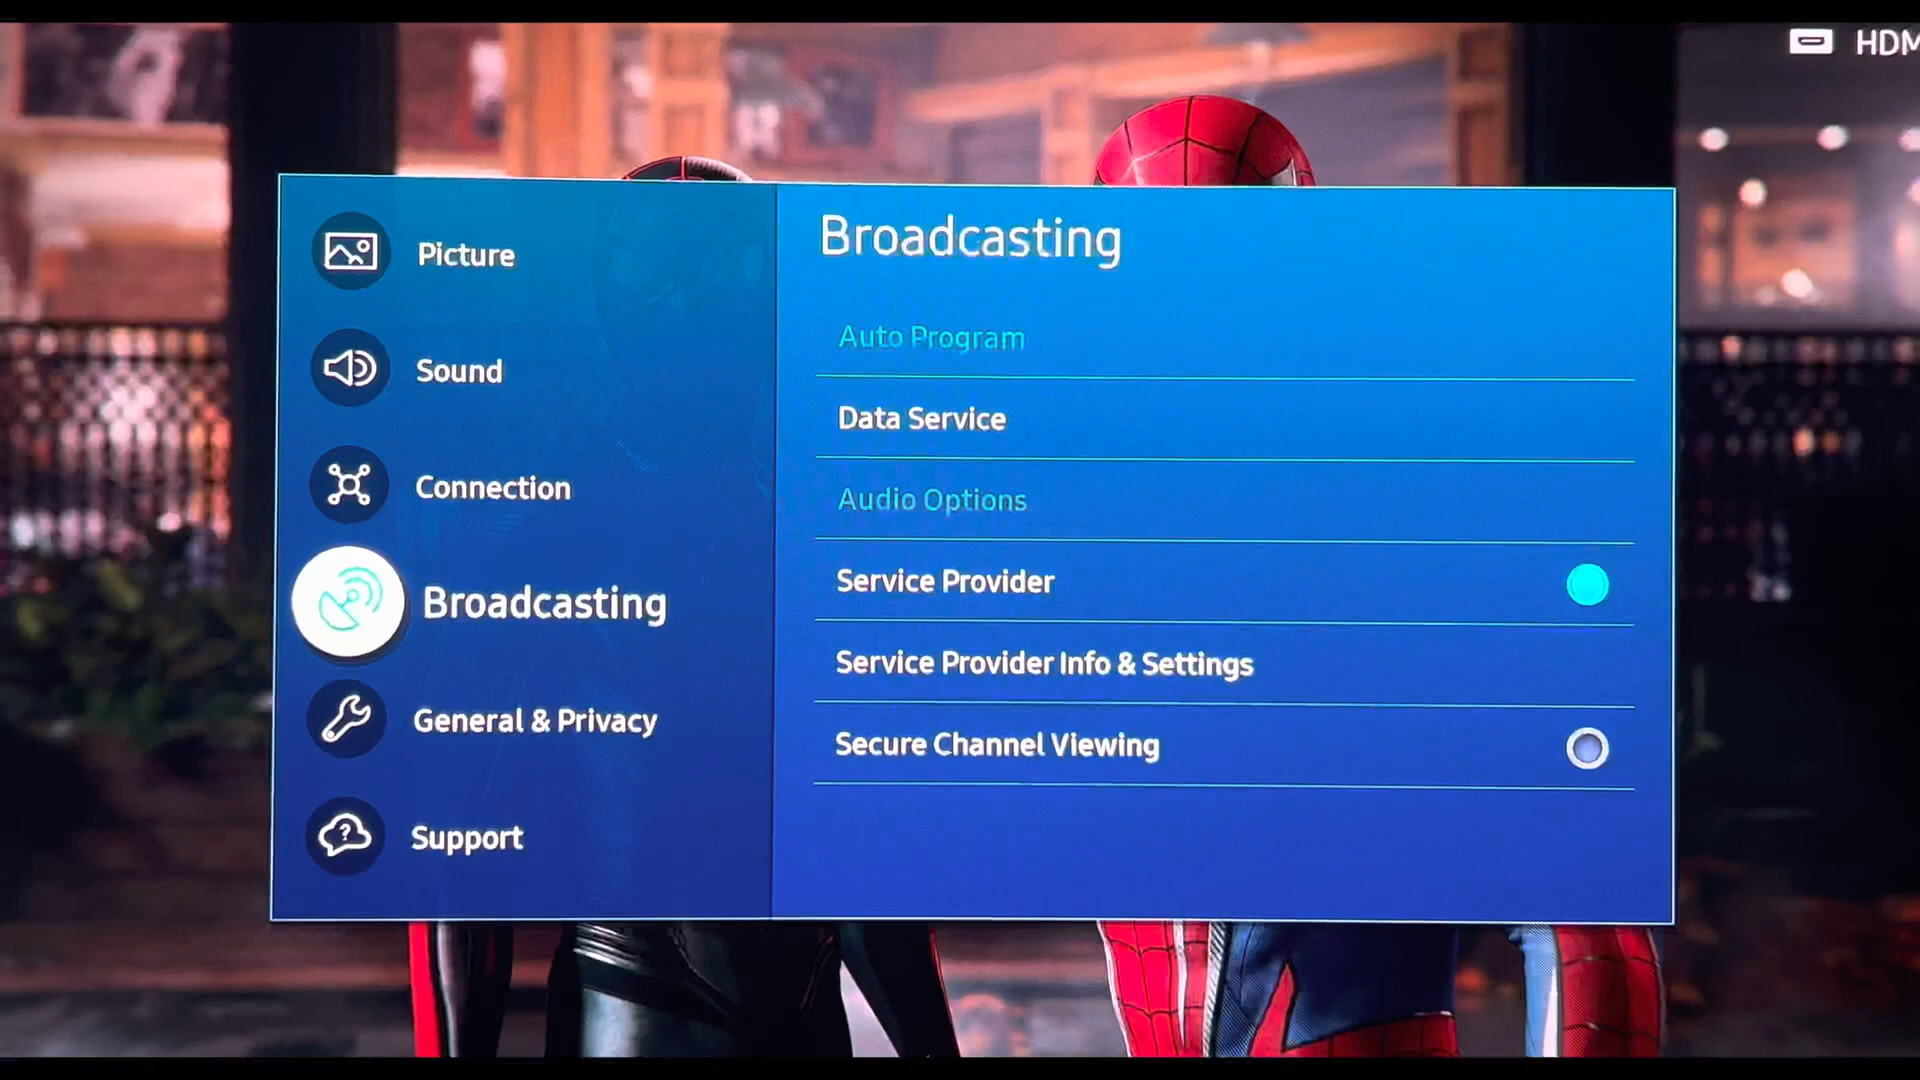 Picture
Sound
Connection
Broadcasting
General & Privacy
Support
Broadcasting
Auto Program
Data Service
Audio Options
Service Provider
Service Provider Info & Settings
Secure Channel Viewing